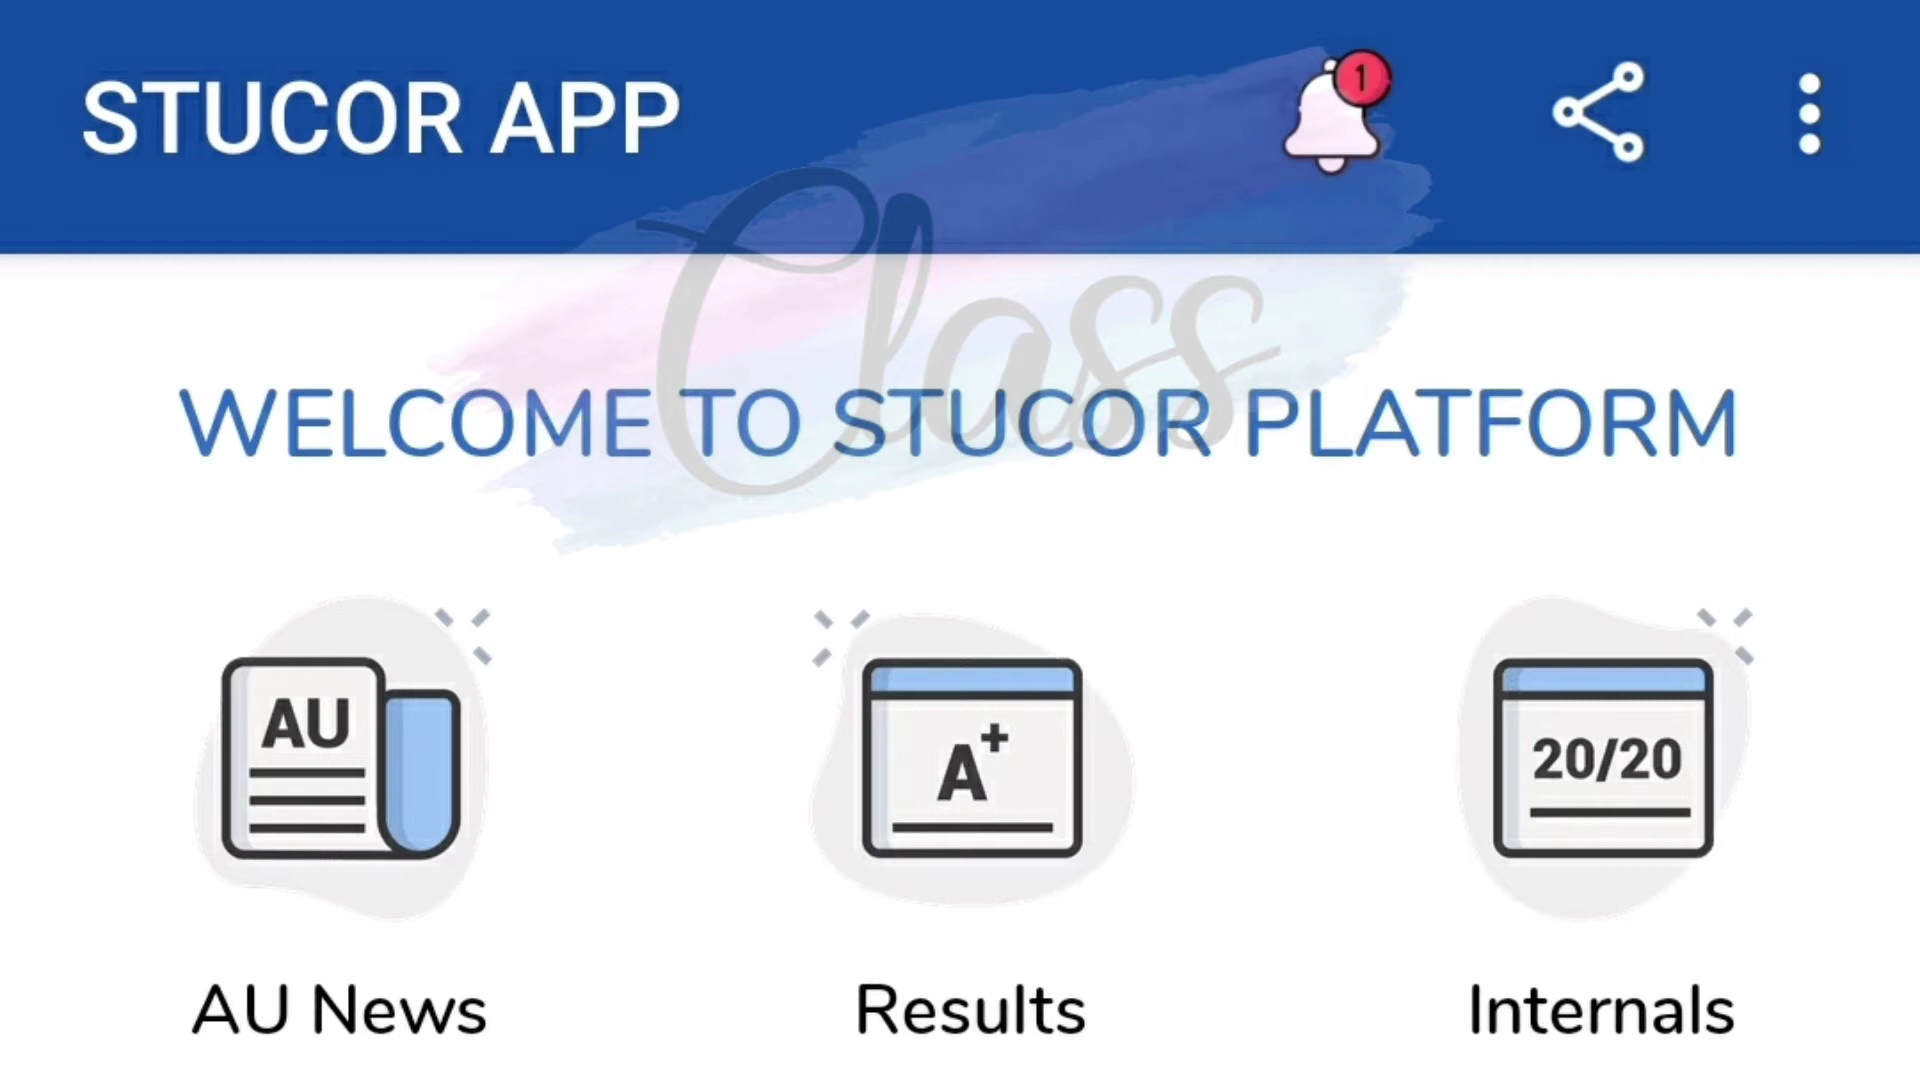 STUCOR APP
1
Class
WELCOME TO STUCOR PLATFORM
AU
A+
20/20
AU News
Results
Internals